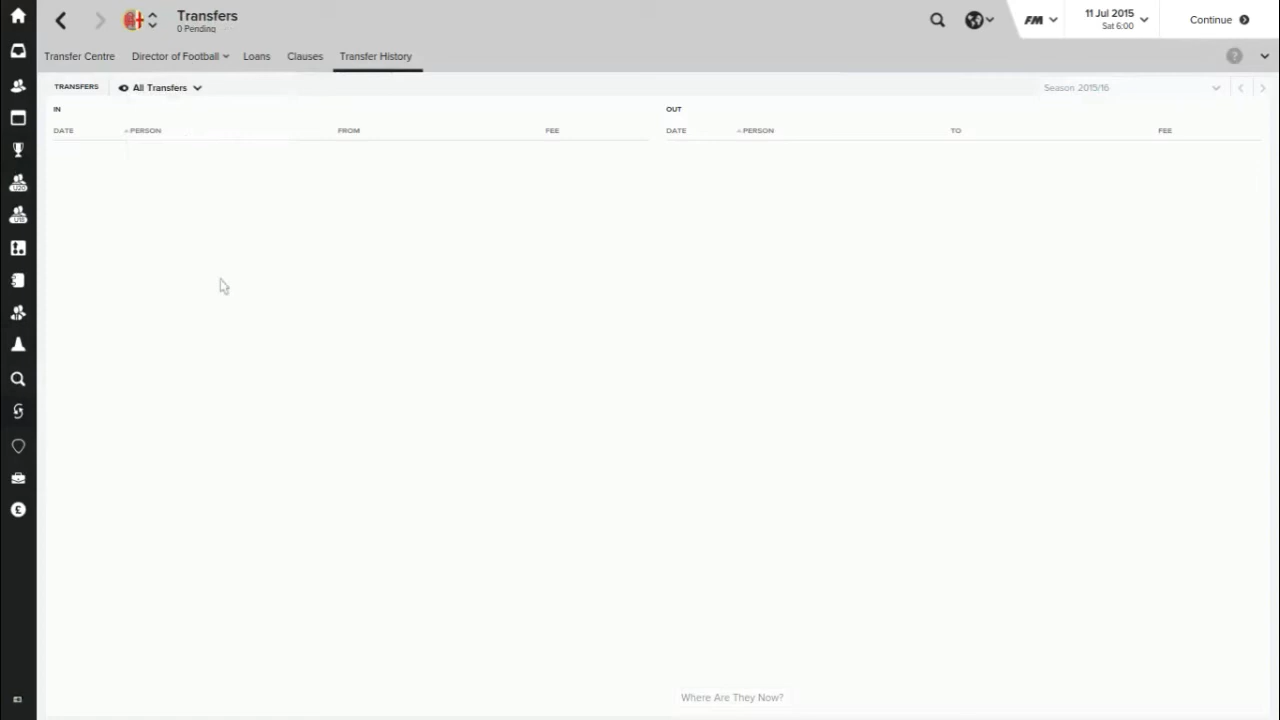 Transfers
0 Pending
FM
11 Jul 2015
Sat 6:00
Continue
Transfer Centre
Director of Football
Loans
Clauses
Transfer History
?
TRANSFERS
All Transfers
Season 2015/16
IN
OUT
DATE PERSON FROM FEE
DATE PERSON TO FEE
£
Where Are They Now?